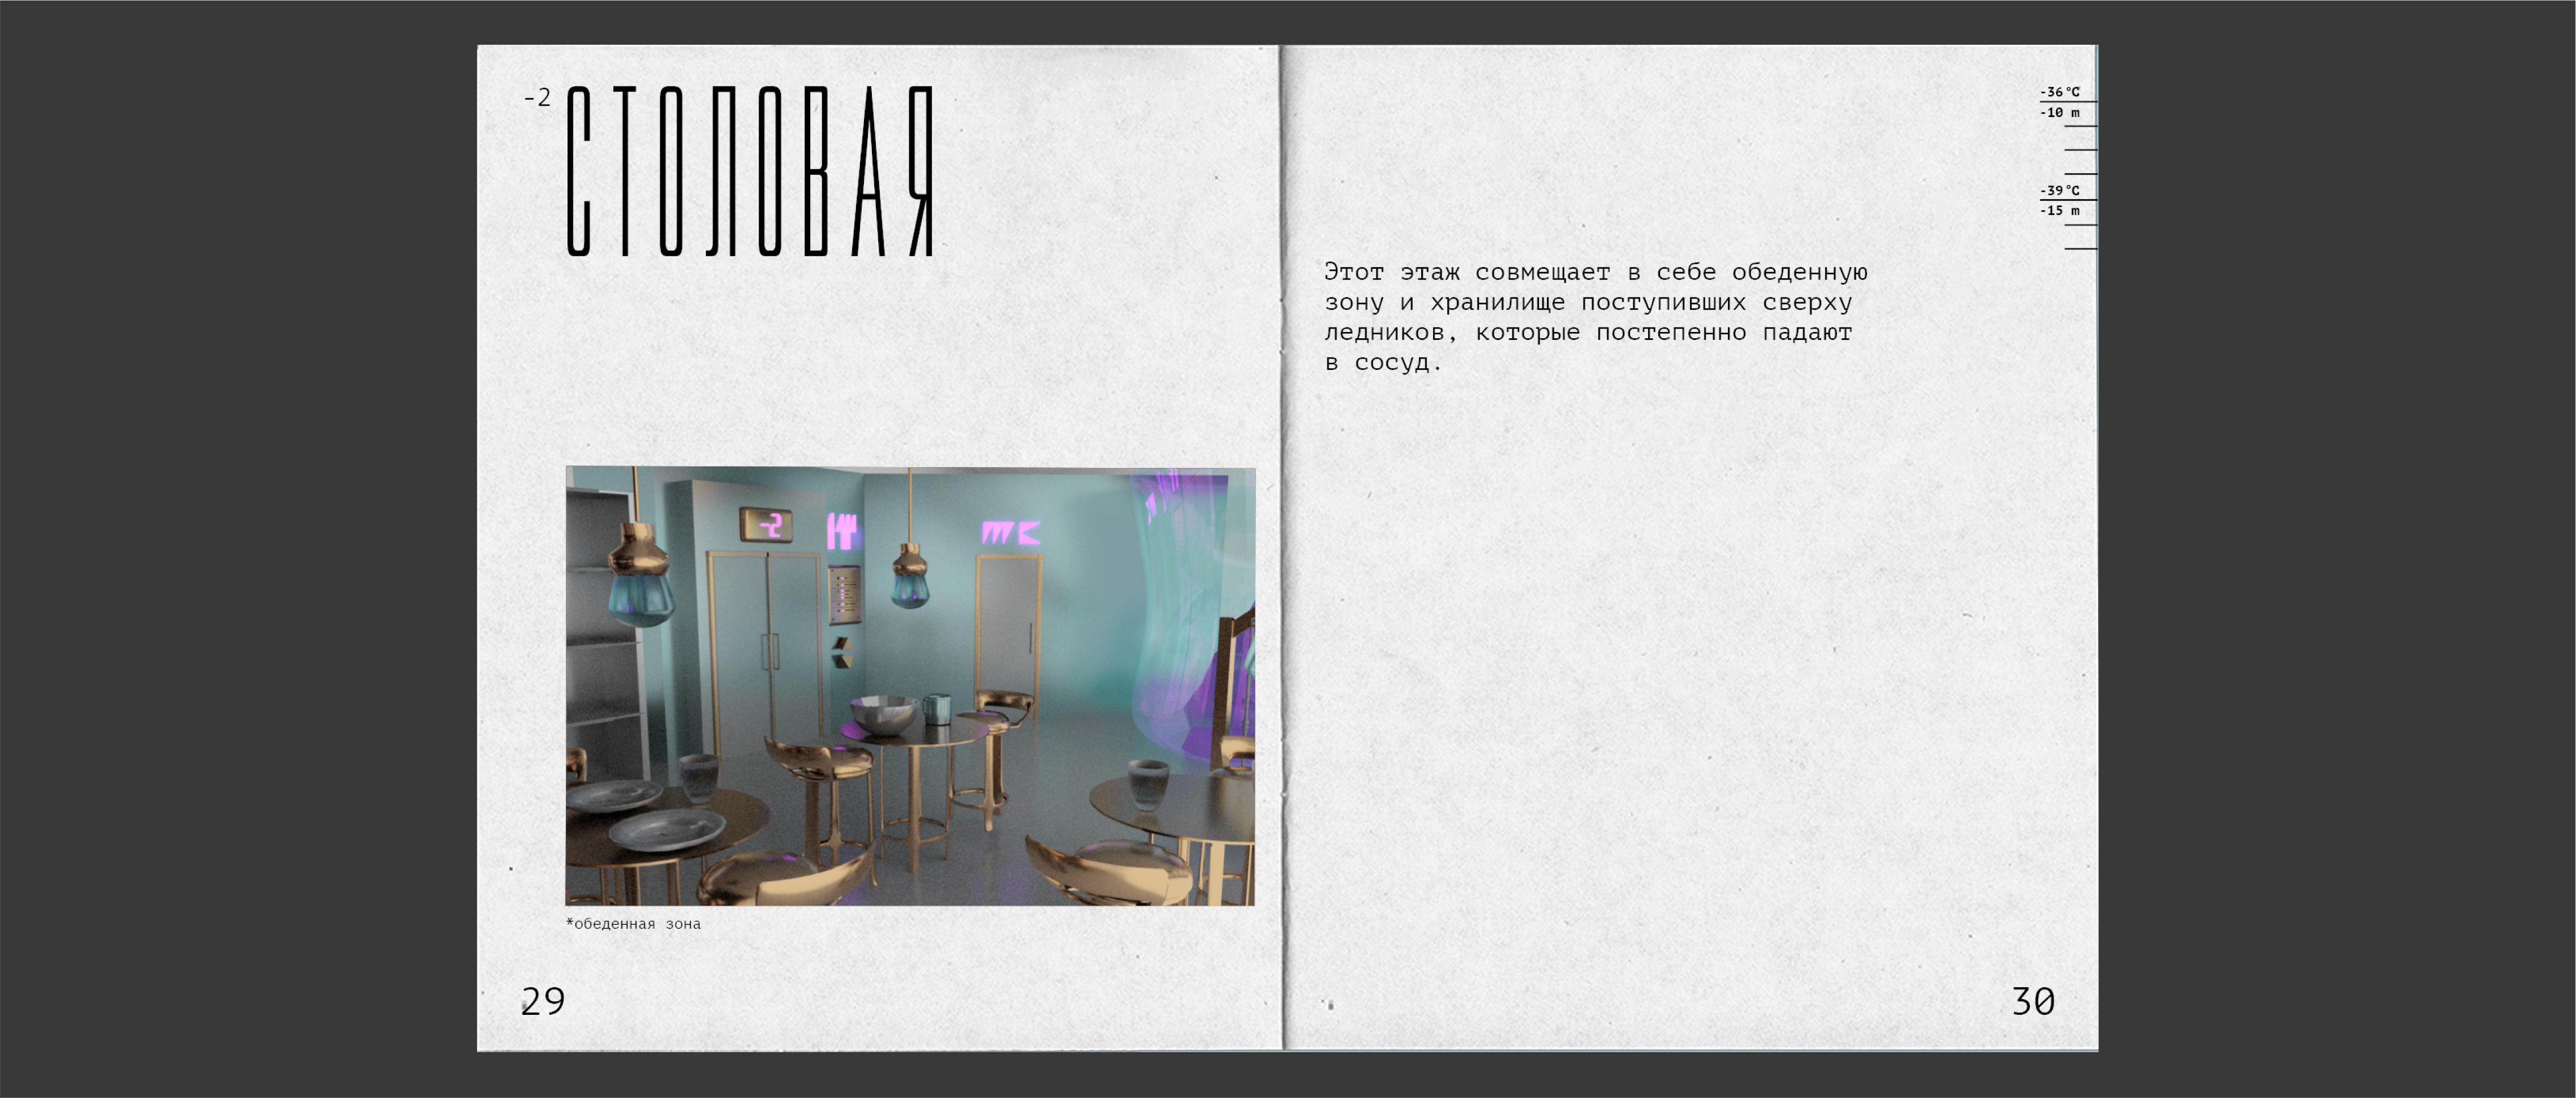 -2 СТОЛОВАЯ
-2
*обеденная зона
29
-36°C
-10 m
-39°C
-15 m
Этот этаж совмещает в себе обеденную
зону и хранилище поступивших сверху
ледников, которые постепенно падают
в сосуд.
30